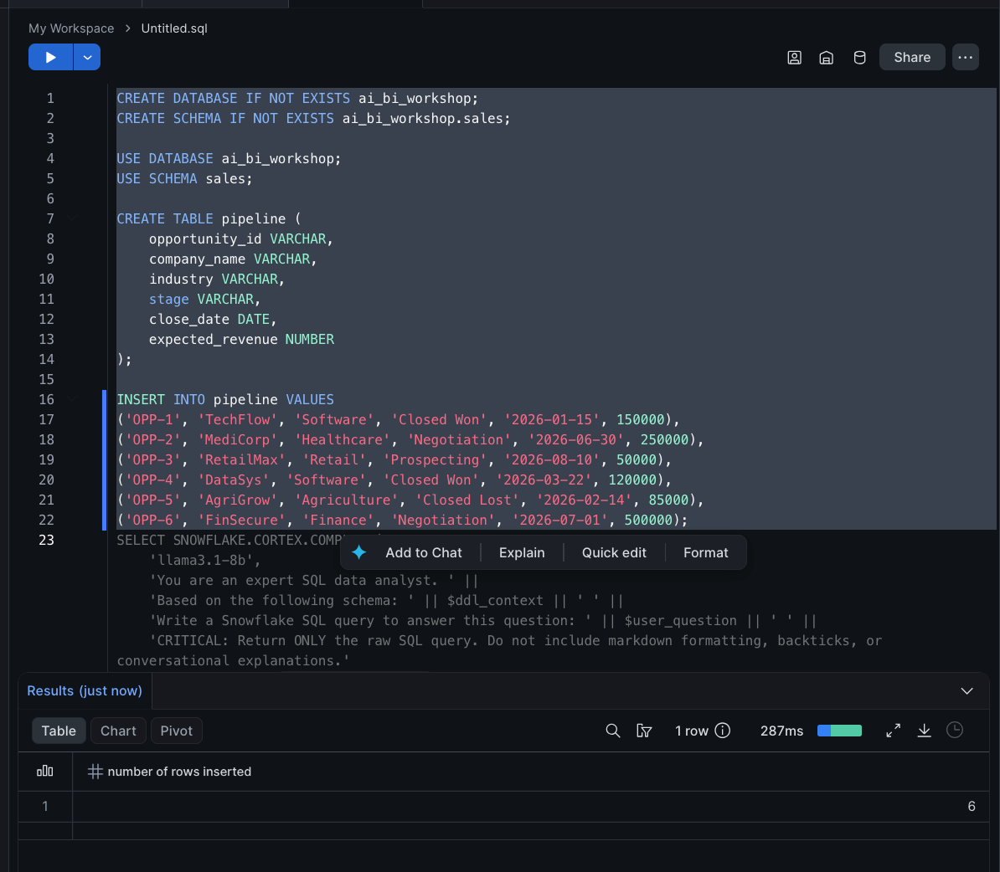 My Workspace > Untitled.sql
Share
1 CREATE DATABASE IF NOT EXISTS ai_bi_workshop;
2 CREATE SCHEMA IF NOT EXISTS ai_bi_workshop.sales;
3
4 USE DATABASE ai_bi_workshop;
5 USE SCHEMA sales;
6
7 CREATE TABLE pipeline (
8     opportunity_id VARCHAR,
9     company_name VARCHAR,
10     industry VARCHAR,
11     stage VARCHAR,
12     close_date DATE,
13     expected_revenue NUMBER
14 );
15
16 INSERT INTO pipeline VALUES
17 ('OPP-1', 'TechFlow', 'Software', 'Closed Won', '2026-01-15', 150000),
18 ('OPP-2', 'MediCorp', 'Healthcare', 'Negotiation', '2026-06-30', 250000),
19 ('OPP-3', 'RetailMax', 'Retail', 'Prospecting', '2026-08-10', 50000),
20 ('OPP-4', 'DataSys', 'Software', 'Closed Won', '2026-03-22', 120000),
21 ('OPP-5', 'AgriGrow', 'Agriculture', 'Closed Lost', '2026-02-14', 85000),
22 ('OPP-6', 'FinSecure', 'Finance', 'Negotiation', '2026-07-01', 500000);
23 SELECT SNOWFLAKE.CORTEX.COMP
Add to Chat Explain Quick edit Format
    'llama3.1-8b',
    'You are an expert SQL data analyst. ' ||
    'Based on the following schema: ' || $ddl_context || ' ' ||
    'Write a Snowflake SQL query to answer this question: ' || $user_question || ' ' ||
    'CRITICAL: Return ONLY the raw SQL query. Do not include markdown formatting, backticks, or
conversational explanations.'
Results (just now)
Table Chart Pivot 1 row 287ms
number of rows inserted
1 6